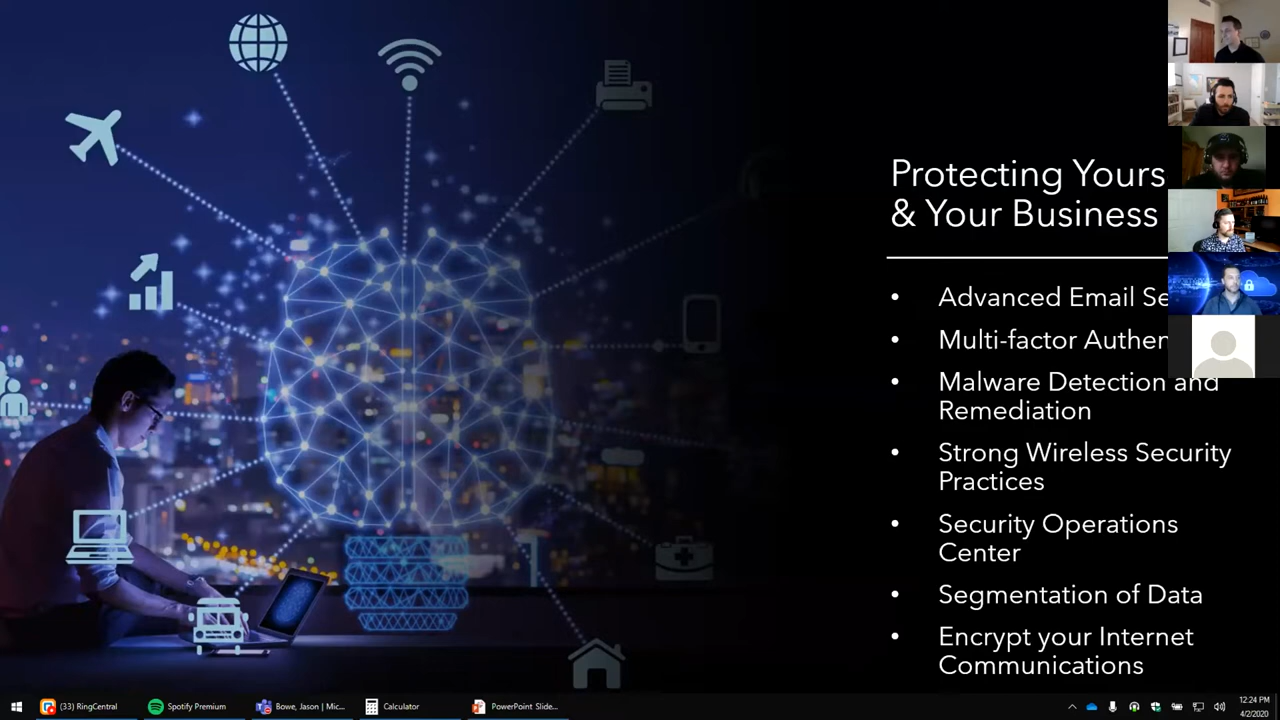 Protecting Yours
& Your Business
• Advanced Email Se
• Multi-factor Authen
• Malware Detection and
Remediation
• Strong Wireless Security
Practices
• Security Operations
Center
• Segmentation of Data
• Encrypt your Internet
Communications
(33) RingCentral
Spotify Premium
Bowe, Jason | Mic...
Calculator
PowerPoint Slide...
12:24 PM
4/2/2020